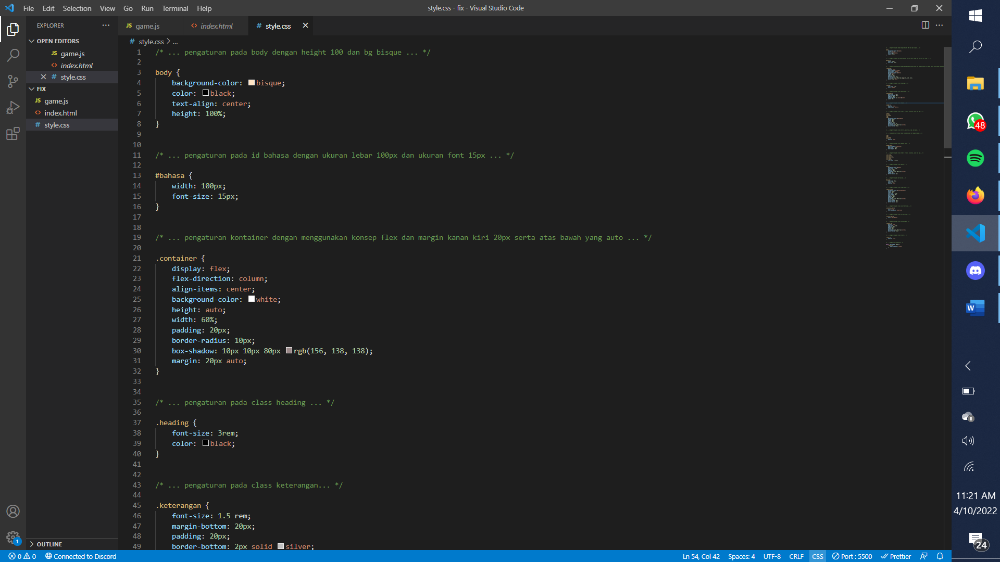 File Edit Selection View Go Run Terminal Help
style.css - fix - Visual Studio Code
EXPLORER
OPEN EDITORS
JS game.js
<> index.html
# style.css
FIX
JS game.js
<> index.html
# style.css
OUTLINE
JS game.js
<> index.html
# style.css
# style.css > ...
1 /* ... pengaturan pada body dengan height 100 dan bg bisque ... */
2
3 body {
4 background-color: bisque;
5 color: black;
6 text-align: center;
7 height: 100%;
8 }
9
10
11 /* ... pengaturan pada id bahasa dengan ukuran lebar 100px dan ukuran font 15px ... */
12
13 #bahasa {
14 width: 100px;
15 font-size: 15px;
16 }
17
18
19 /* ... pengaturan kontainer dengan menggunakan konsep flex dan margin kanan kiri 20px serta atas bawah yang auto ... */
20
21 .container {
22 display: flex;
23 flex-direction: column;
24 align-items: center;
25 background-color: white;
26 height: auto;
27 width: 60%;
28 padding: 20px;
29 border-radius: 10px;
30 box-shadow: 10px 10px 80px rgb(156, 138, 138);
31 margin: 20px auto;
32 }
33
34
35 /* ... pengaturan pada class heading ... */
36
37 .heading {
38 font-size: 3rem;
39 color: black;
40 }
41
42
43 /* ... pengaturan pada class keterangan... */
44
45 .keterangan {
46 font-size: 1.5 rem;
47 margin-bottom: 20px;
48 padding: 20px;
49 border-bottom: 2px solid silver;
1
0 0 Connected to Discord
Ln 54, Col 42 Spaces: 4 UTF-8 CRLF CSS Port : 5500 Prettier
48
W
11:21 AM
4/10/2022
24